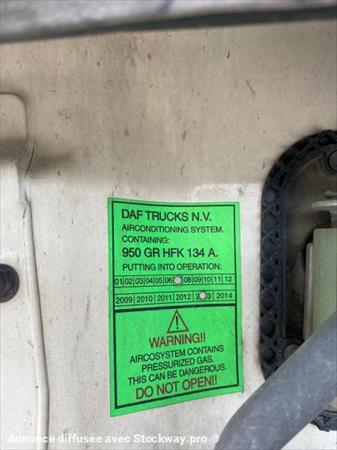 DAF TRUCKS N.V.
AIRCONDITIONING SYSTEM.
CONTAINING:
950 GR HFK 134 A.
PUTTING INTO OPERATION:
01 02 03 04 05 06 08 09 10 11 12
2009 2010 2011 2012 2014
WARNING!!
AIRCOSYSTEM CONTAINS
PRESSURIZED GAS.
THIS CAN BE DANGEROUS.
DO NOT OPEN!!
Annonce diffusée avec Stockway.pro ®